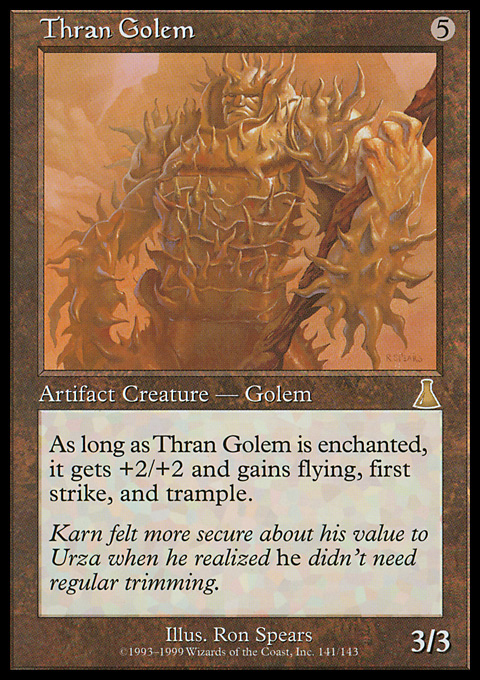 Thran Golem 5
R. SPEARS
Artifact Creature — Golem
As long as Thran Golem is enchanted,
it gets +2/+2 and gains flying, first
strike, and trample.
Karn felt more secure about his value to
Urza when he realized he didn't need
regular trimming.
Illus. Ron Spears
©1993–1999 Wizards of the Coast, Inc. 141/143
3/3